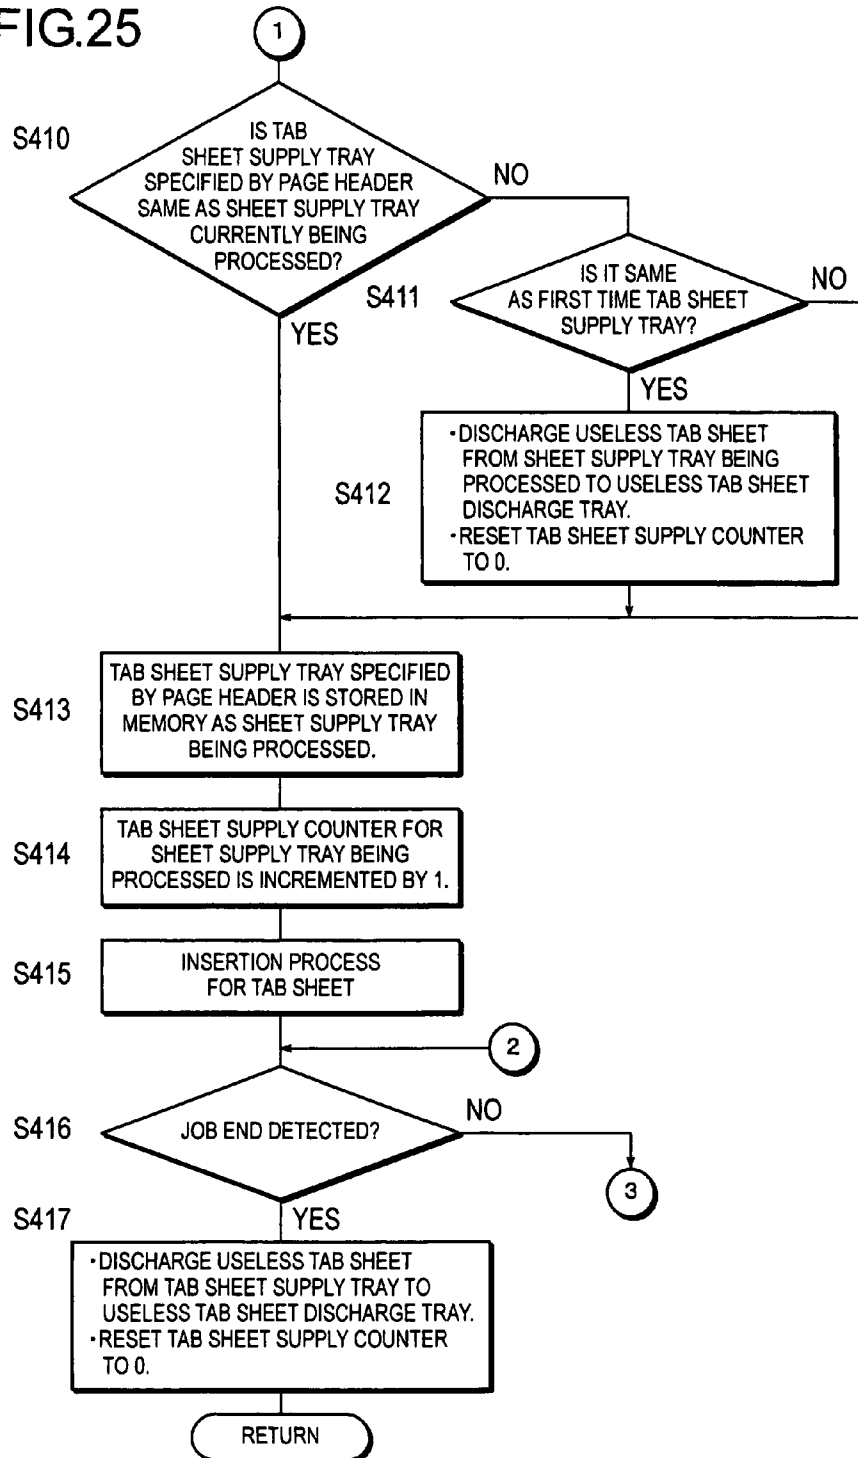 FIG.25
1
S410
IS TAB
SHEET SUPPLY TRAY
SPECIFIED BY PAGE HEADER
SAME AS SHEET SUPPLY TRAY
CURRENTLY BEING
PROCESSED?
NO
YES
S411
IS IT SAME
AS FIRST TIME TAB SHEET
SUPPLY TRAY?
NO
YES
S412
・DISCHARGE USELESS TAB SHEET
FROM SHEET SUPPLY TRAY BEING
PROCESSED TO USELESS TAB SHEET
DISCHARGE TRAY.
・RESET TAB SHEET SUPPLY COUNTER
TO 0.
S413
TAB SHEET SUPPLY TRAY SPECIFIED
BY PAGE HEADER IS STORED IN
MEMORY AS SHEET SUPPLY TRAY
BEING PROCESSED.
S414
TAB SHEET SUPPLY COUNTER FOR
SHEET SUPPLY TRAY BEING
PROCESSED IS INCREMENTED BY 1.
S415
INSERTION PROCESS
FOR TAB SHEET
2
S416
JOB END DETECTED?
NO
3
YES
S417
・DISCHARGE USELESS TAB SHEET
FROM TAB SHEET SUPPLY TRAY TO
USELESS TAB SHEET DISCHARGE TRAY.
・RESET TAB SHEET SUPPLY COUNTER
TO 0.
RETURN